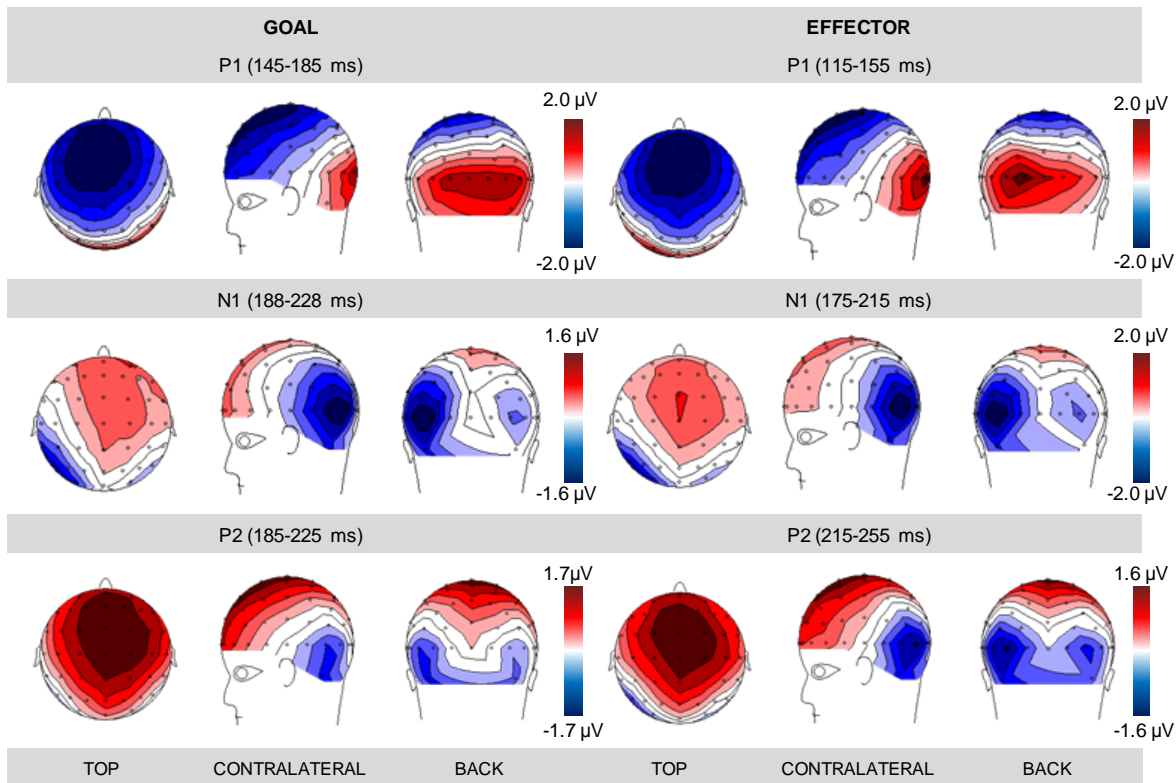 GOAL EFFECTOR
P1 (145-185 ms) P1 (115-155 ms)
2.0 µV 2.0 µV
-2.0 µV -2.0 µV
N1 (188-228 ms) N1 (175-215 ms)
1.6 µV 2.0 µV
-1.6 µV -2.0 µV
P2 (185-225 ms) P2 (215-255 ms)
1.7µV 1.6 µV
-1.7 µV -1.6 µV
TOP CONTRALATERAL BACK TOP CONTRALATERAL BACK